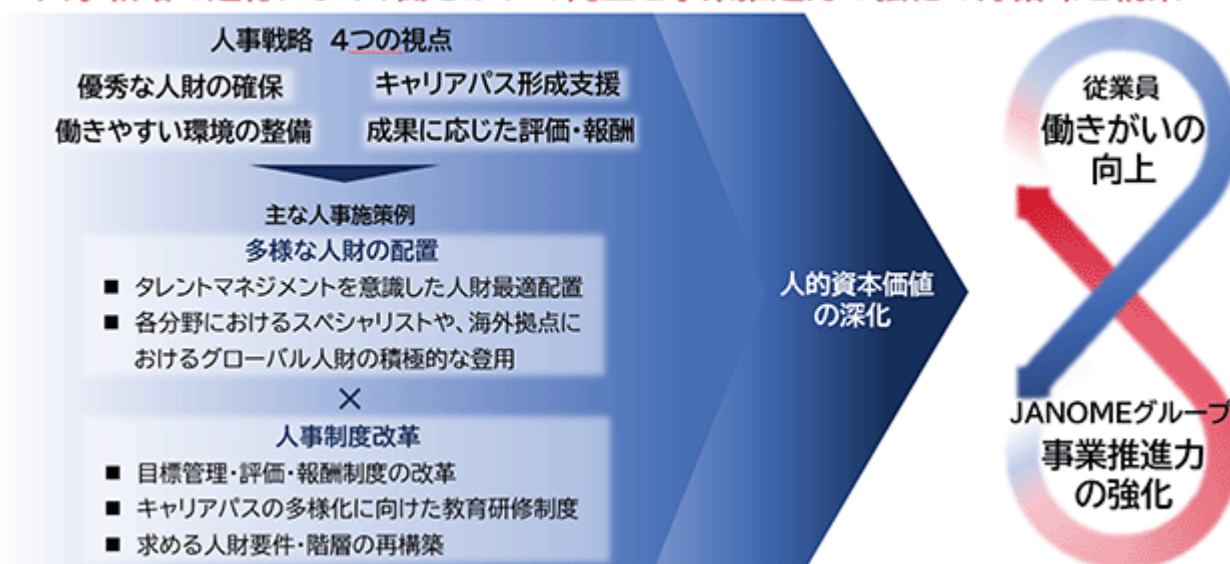 人事戦略 4つの視点
優秀な人財の確保 キャリアパス形成支援
働きやすい環境の整備 成果に応じた評価・報酬
主な人事施策例
多様な人財の配置
■ タレントマネジメントを意識した人財最適配置
■ 各分野におけるスペシャリストや、海外拠点に
おけるグローバル人財の積極的な登用
×
人事制度改革
■ 目標管理・評価・報酬制度の改革
■ キャリアパスの多様化に向けた教育研修制度
■ 求める人財要件・階層の再構築
人的資本価値
の深化
従業員
働きがいの
向上
JANOMEグループ
事業推進力
の強化